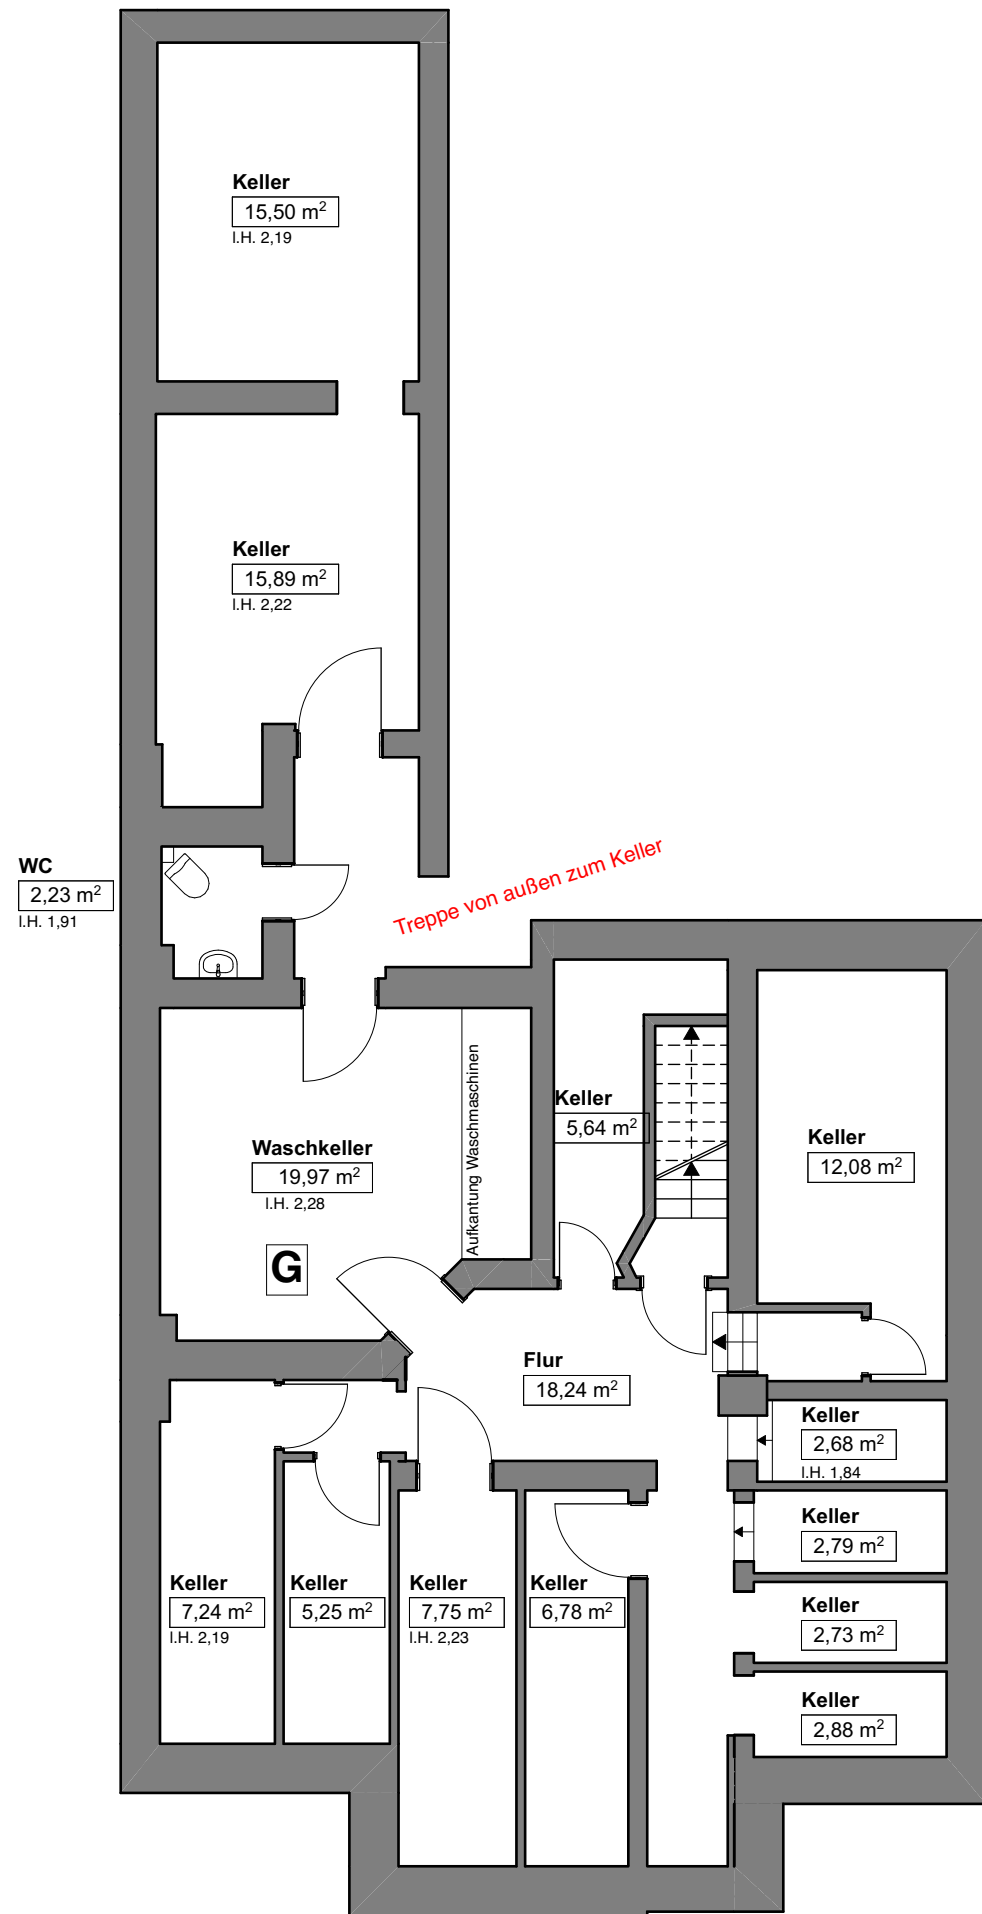 Keller
15,50 m²
l.H. 2,19
Keller
15,89 m²
l.H. 2,22
WC
2,23 m²
l.H. 1,91
Treppe von außen zum Keller
Waschkeller
19,97 m²
l.H. 2,28
G
Aufkantung Waschmaschinen
Keller
5,64 m²
Keller
12,08 m²
Flur
18,24 m²
Keller
2,68 m²
l.H. 1,84
Keller
2,79 m²
Keller
7,24 m²
l.H. 2,19
Keller
5,25 m²
Keller
7,75 m²
l.H. 2,23
Keller
6,78 m²
Keller
2,73 m²
Keller
2,88 m²